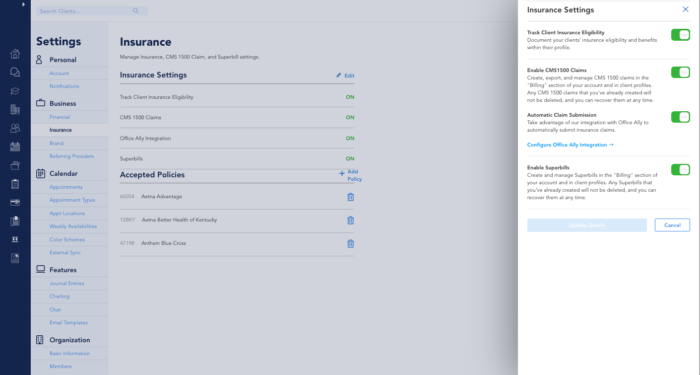 Search Clients...
Settings
Personal
Account
Notifications
Business
Financial
Insurance
Brand
Referring Providers
Calendar
Appointments
Appointment Types
Appt Locations
Weekly Availabilities
Color Schemes
External Sync
Features
Journal Entries
Charting
Chat
Email Templates
Organization
Basic Information
Members
Insurance
Manage Insurance, CMS 1500 Claim, and Superbill settings.
Insurance Settings
Edit
Track Client Insurance Eligibility ON
CMS 1500 Claims ON
Office Ally Integration ON
Superbills ON
Accepted Policies
+ Add
Policy
60054 Aetna Advantage
Aetna Better Health of Kentucky
47198 Anthem Blue Cross
Insurance Settings
Track Client Insurance Eligibility
Document your clients' insurance eligibility and benefits
within their profile.
Enable CMS1500 Claims
Create, export, and manage CMS 1500 claims in the
"Billing" section of your account and in client profiles.
Any CMS 1500 claims that you've already created will
not be deleted, and you can recover them at any time.
Automatic Claim Submission
Take advantage of our integration with Office Ally to
automatically submit insurance claims.
Configure Office Ally Integration →
Enable Superbills
Create and manage Superbills in the "Billing" section of
your account and in client profiles. Any Superbills that
you've already created will not be deleted, and you can
recover them at any time.
Cancel